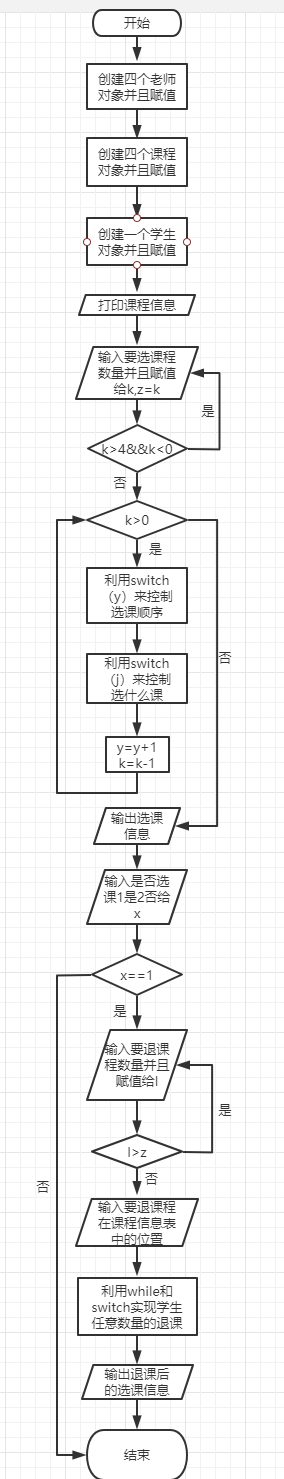 开始
创建四个老师
对象并且赋值
创建四个课程
对象并且赋值
创建一个学生
对象并且赋值
打印课程信息
输入要选课程
数量并且赋值
给k,z=k
是
k>4&&k<0
否
k>0
是
利用switch
（y）来控制
选课顺序
否
利用switch
（j）来控制
选什么课
y=y+1
k=k-1
输出选课
信息
输入是否选
课1是2否给
x
x==1
是
输入要退课
程数量并且
赋值给l
是
l>z
否
否
输入要退课程
在课程信息表
中的位置
利用while和
switch实现学生
任意数量的退课
输出退课后
的选课信息
结束